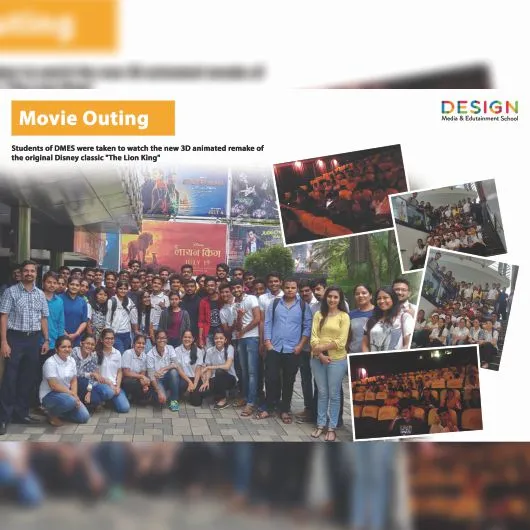 Movie Outing
DESIGN
Media & Edutainment School
Students of DMES were taken to watch the new 3D animated remake of
the original Disney classic "The Lion King"
Disney
द लायन किंग
JULY 19